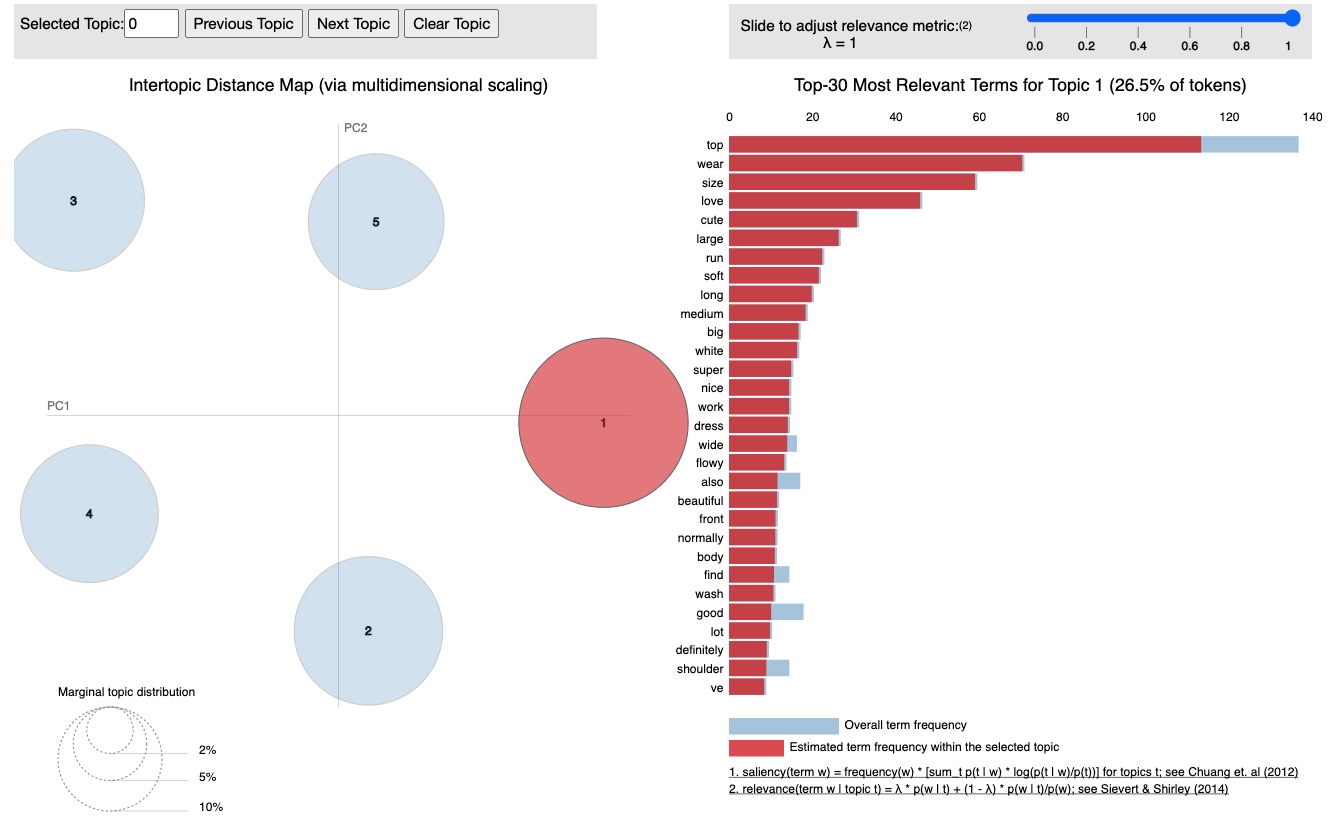 Selected Topic: 0 Previous Topic Next Topic Clear Topic
Slide to adjust relevance metric:(2)
λ = 1
0.0 0.2 0.4 0.6 0.8 1
Intertopic Distance Map (via multidimensional scaling)
PC2
3
5
PC1
1
4
2
Marginal topic distribution
2%
5%
10%
Top-30 Most Relevant Terms for Topic 1 (26.5% of tokens)
0 20 40 60 80 100 120 140
top
wear
size
love
cute
large
run
soft
long
medium
big
white
super
nice
work
dress
wide
flowy
also
beautiful
front
normally
body
find
wash
good
lot
definitely
shoulder
ve
Overall term frequency
Estimated term frequency within the selected topic
1. saliency(term w) = frequency(w) * [sum_t p(t | w) * log(p(t | w)/p(t))] for topics t; see Chuang et. al (2012)
2. relevance(term w | topic t) = λ * p(w | t) + (1 - λ) * p(w | t)/p(w); see Sievert & Shirley (2014)